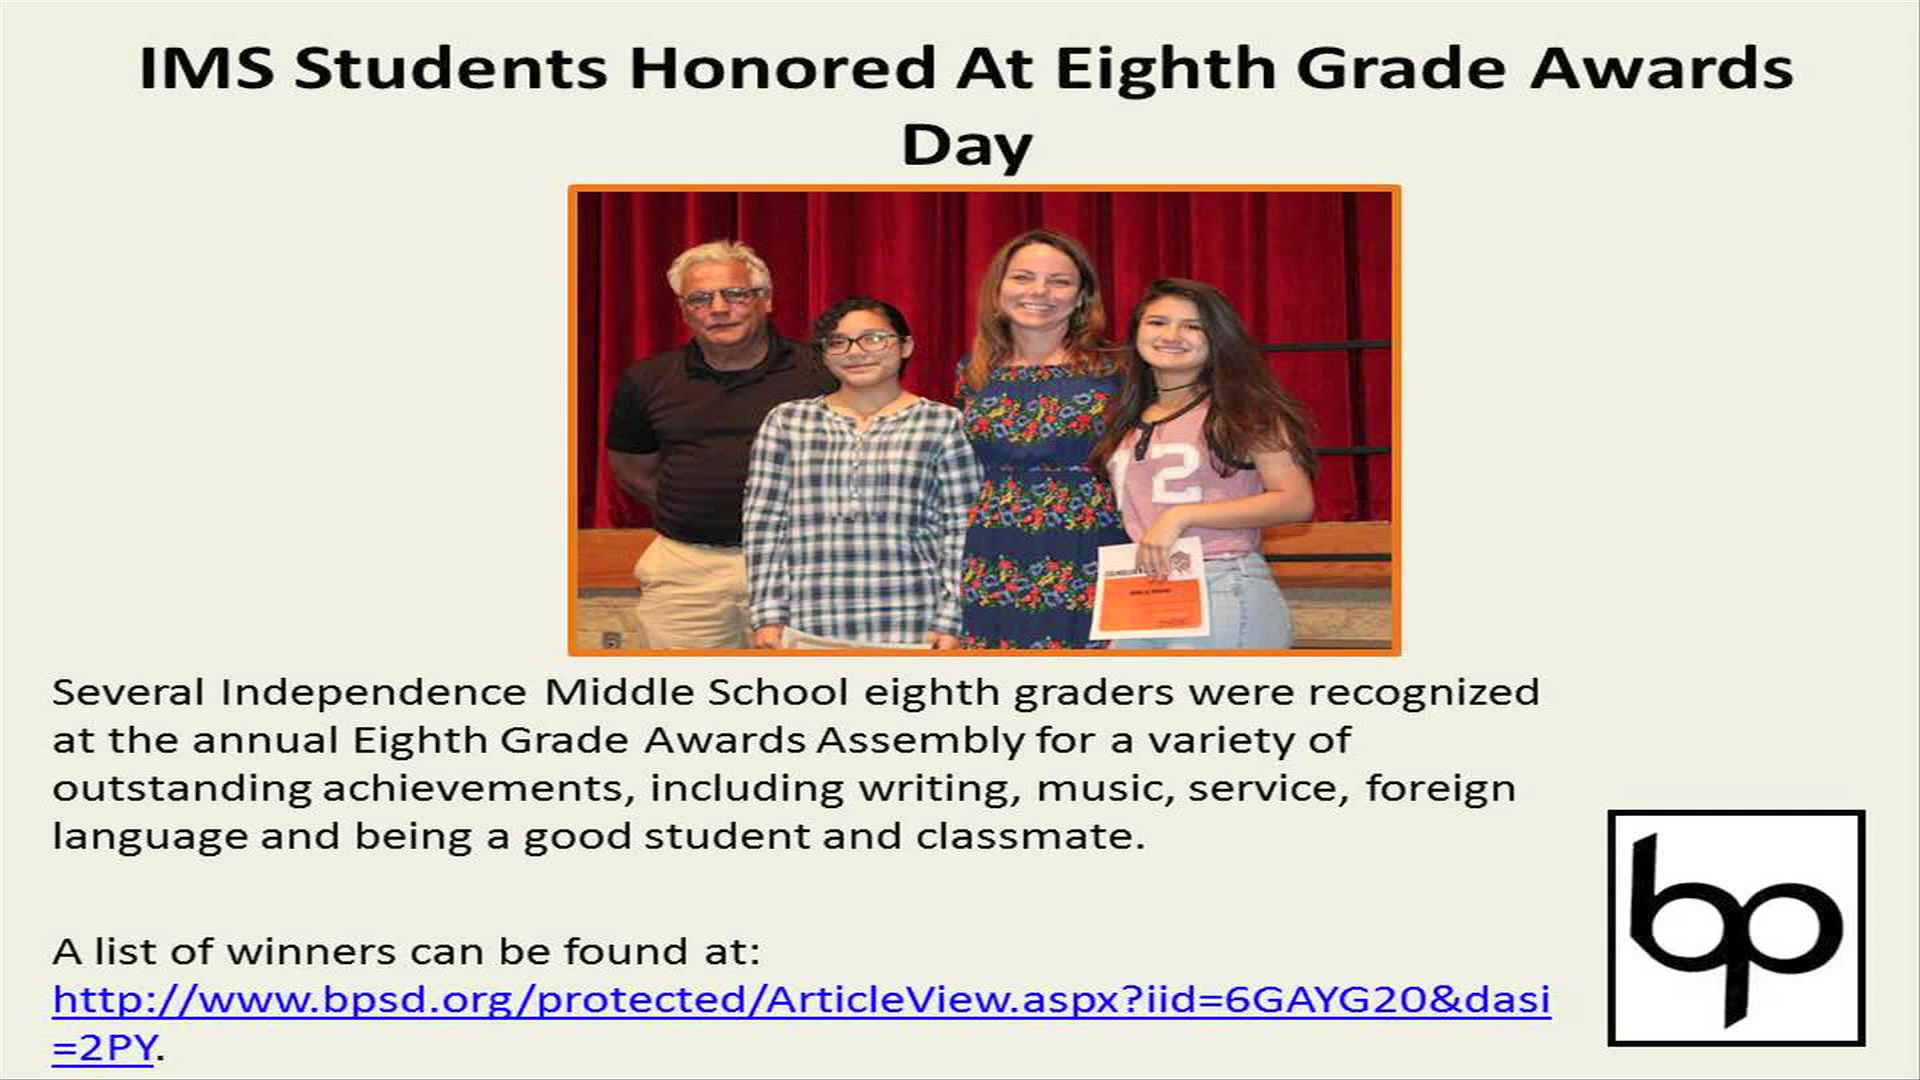 IMS Students Honored At Eighth Grade Awards
Day
12
Several Independence Middle School eighth graders were recognized
at the annual Eighth Grade Awards Assembly for a variety of
outstanding achievements, including writing, music, service, foreign
language and being a good student and classmate.
A list of winners can be found at:
http://www.bpsd.org/protected/ArticleView.aspx?iid=6GAYG20&dasi
=2PY.
bp